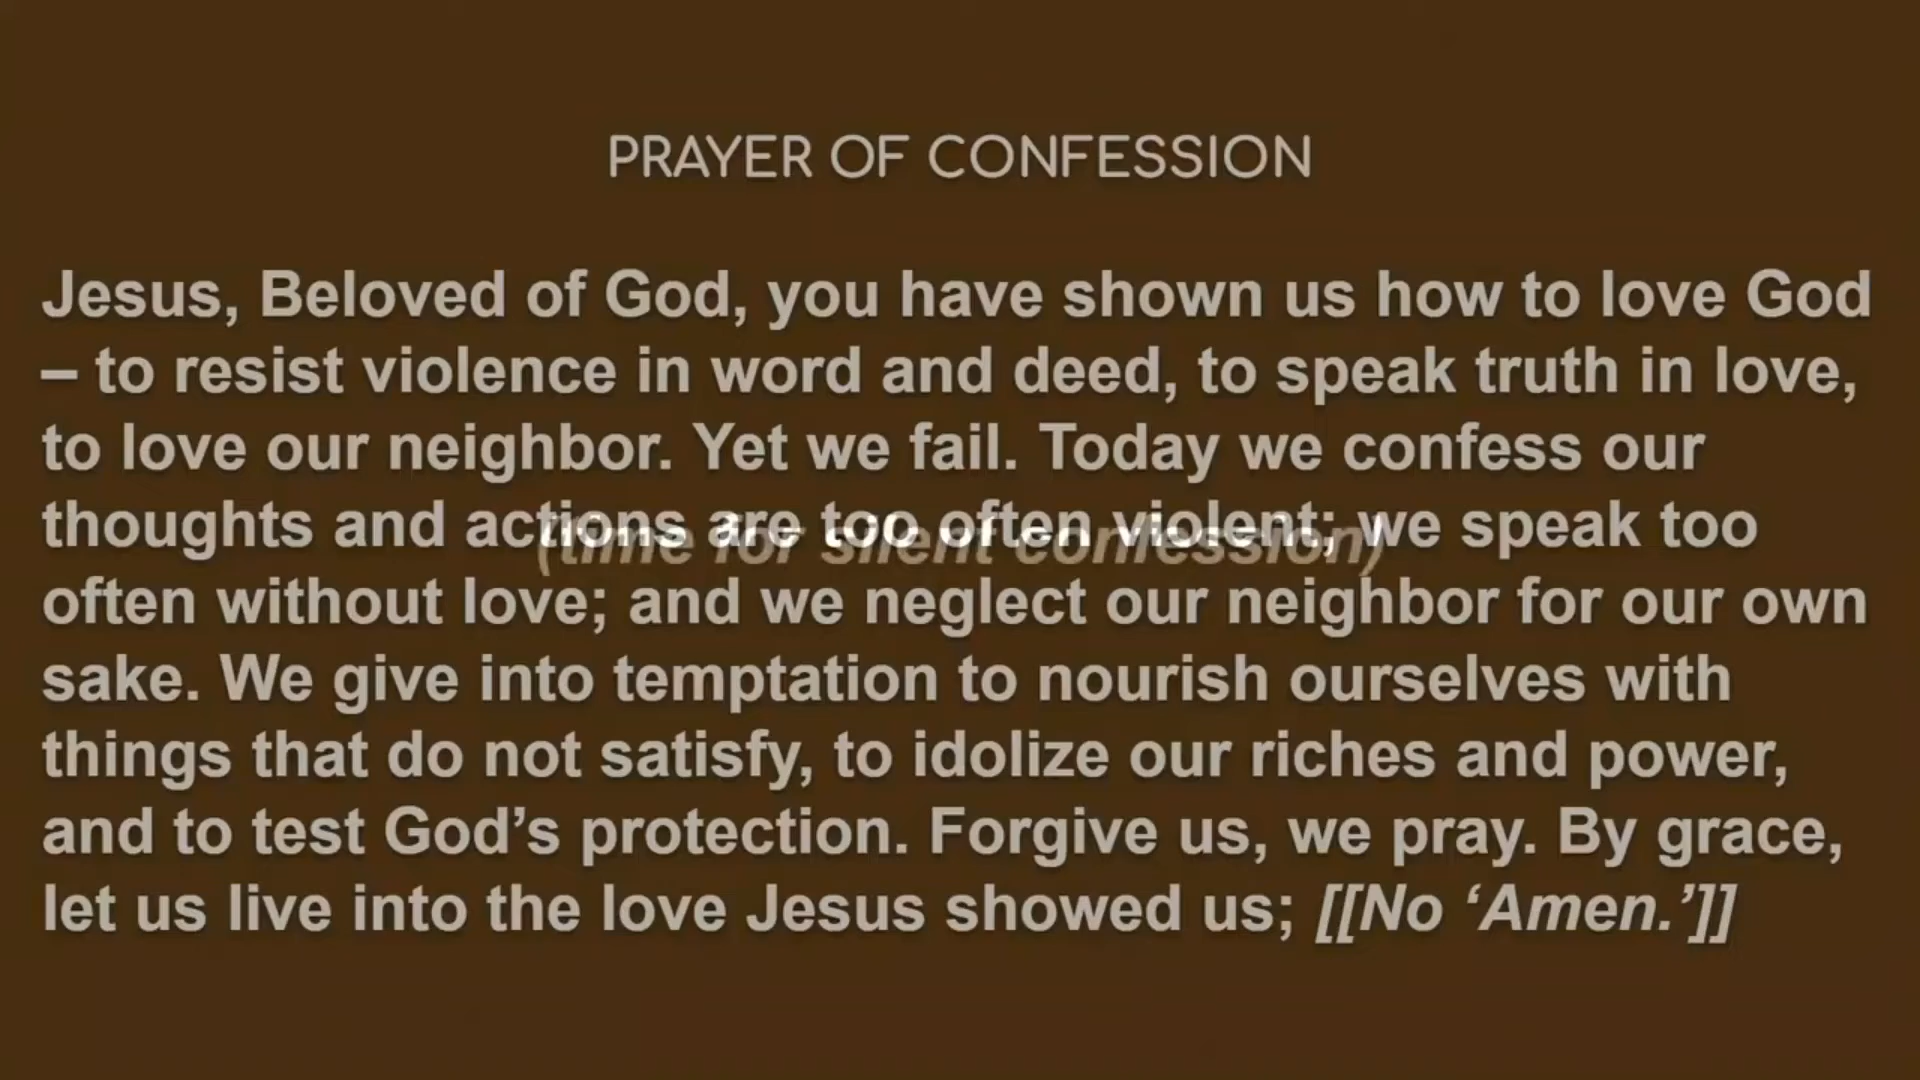 PRAYER OF CONFESSION
Jesus, Beloved of God, you have shown us how to love God
– to resist violence in word and deed, to speak truth in love,
to love our neighbor. Yet we fail. Today we confess our
thoughts and actions are too often violent; we speak too
(time for silent confession)
often without love; and we neglect our neighbor for our own
sake. We give into temptation to nourish ourselves with
things that do not satisfy, to idolize our riches and power,
and to test God’s protection. Forgive us, we pray. By grace,
let us live into the love Jesus showed us; [[No ‘Amen.’]]